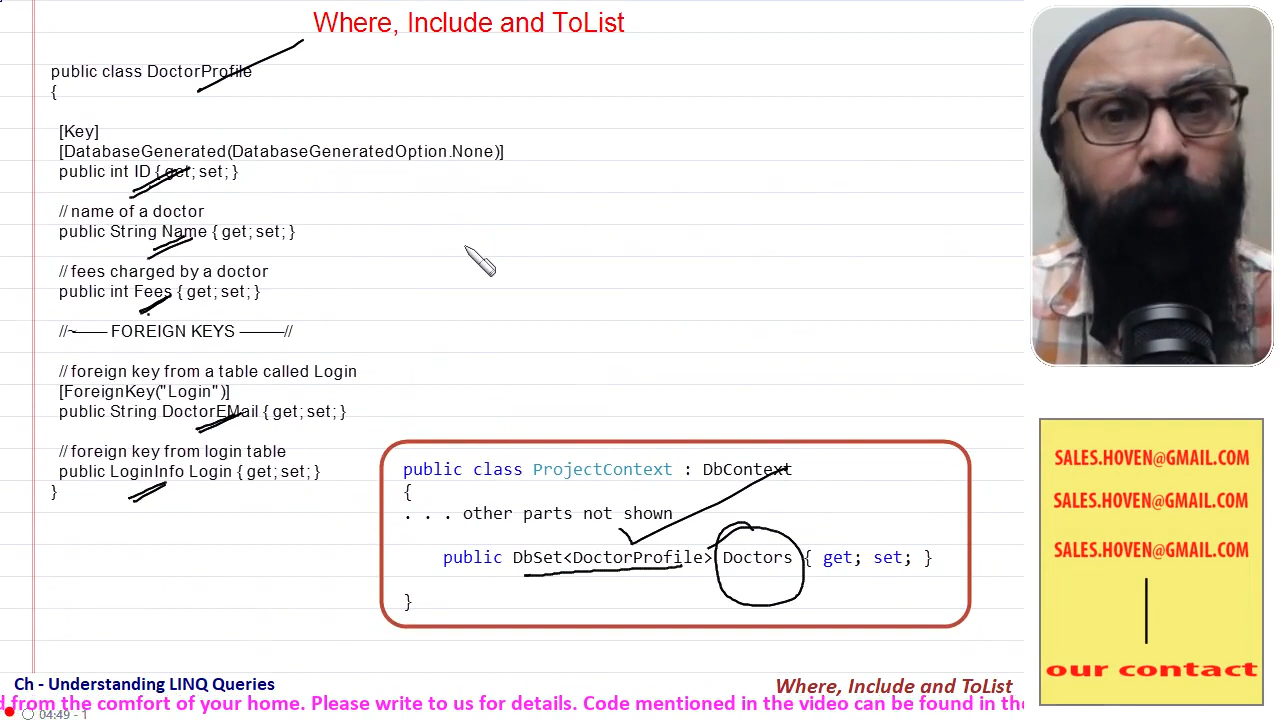 Where, Include and ToList
public class DoctorProfile
{
[Key]
[DatabaseGenerated(DatabaseGeneratedOption.None)]
public int ID { get; set; }
// name of a doctor
public String Name { get; set; }
// fees charged by a doctor
public int Fees { get; set; }
//~—— FOREIGN KEYS ———//
// foreign key from a table called Login
[ForeignKey("Login")]
public String DoctorEMail { get; set; }
// foreign key from login table
public LoginInfo Login { get; set; }
}
public class ProjectContext : DbContext
{
. . . other parts not shown
public DbSet<DoctorProfile> Doctors { get; set; }
}
SALES.HOVEN@GMAIL.COM
SALES.HOVEN@GMAIL.COM
SALES.HOVEN@GMAIL.COM
our contact
Ch - Understanding LINQ Queries
Where, Include and ToList
d from the comfort of your home. Please write to us for details. Code mentioned in the video can be found in the
04:49 - 1